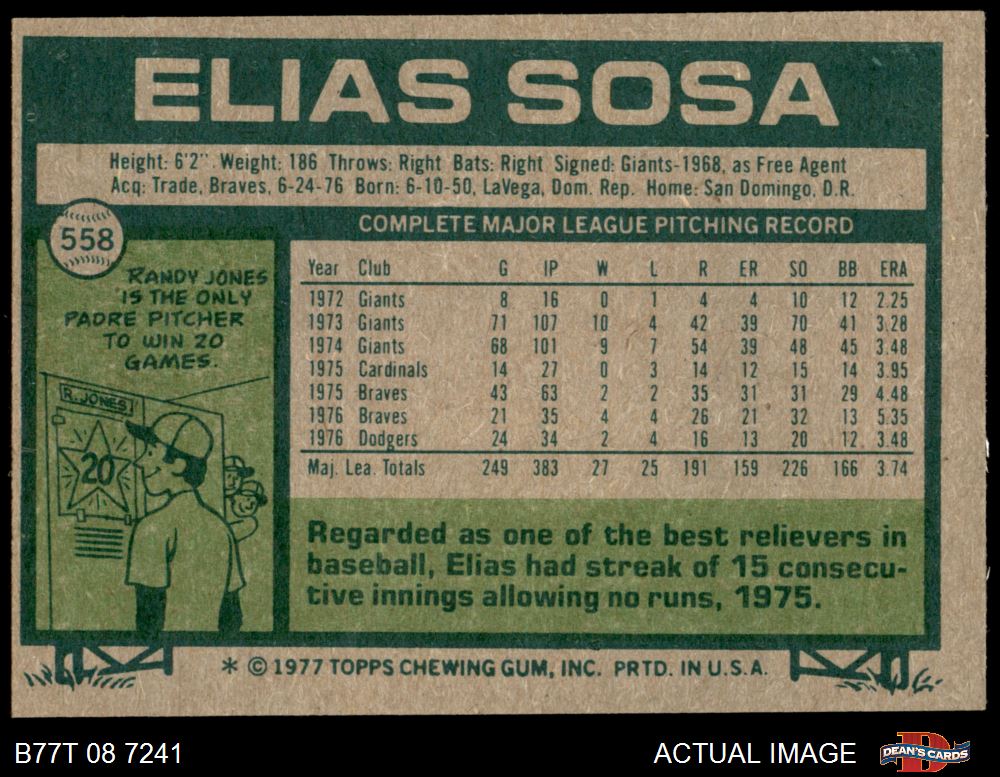 ELIAS SOSA
Height: 6'2". Weight: 186 Throws: Right Bats: Right Signed: Giants-1968, as Free Agent
Acq: Trade, Braves, 6-24-76 Born: 6-10-50, LaVega, Dom. Rep. Home: San Domingo, D.R.
558
RANDY JONES
IS THE ONLY
PADRE PITCHER
TO WIN 20
GAMES.
R. JONES
20
COMPLETE MAJOR LEAGUE PITCHING RECORD
Year Club G IP W L R ER SO BB ERA
1972 Giants 8 16 0 1 4 4 10 12 2.25
1973 Giants 71 107 10 4 42 39 70 41 3.28
1974 Giants 68 101 9 7 54 39 48 45 3.48
1975 Cardinals 14 27 0 3 14 12 15 14 3.95
1975 Braves 43 63 2 2 35 31 31 29 4.48
1976 Braves 21 35 4 4 26 21 32 13 5.35
1976 Dodgers 24 34 2 4 16 13 20 12 3.48
Maj. Lea. Totals 249 383 27 25 191 159 226 166 3.74
Regarded as one of the best relievers in
baseball, Elias had streak of 15 consecu-
tive innings allowing no runs, 1975.
* © 1977 TOPPS CHEWING GUM, INC. PRTD. IN U.S.A.
B77T 08 7241
ACTUAL IMAGE
D
DEAN'S CARDS